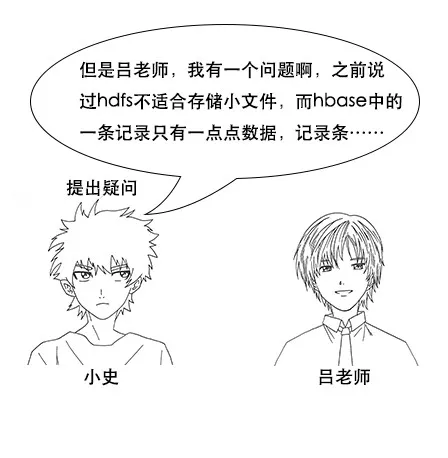 但是吕老师，我有一个问题啊，之前说
过hdfs不适合存储小文件，而hbase中的
一条记录只有一点点数据，记录条……
提出疑问
小史
吕老师